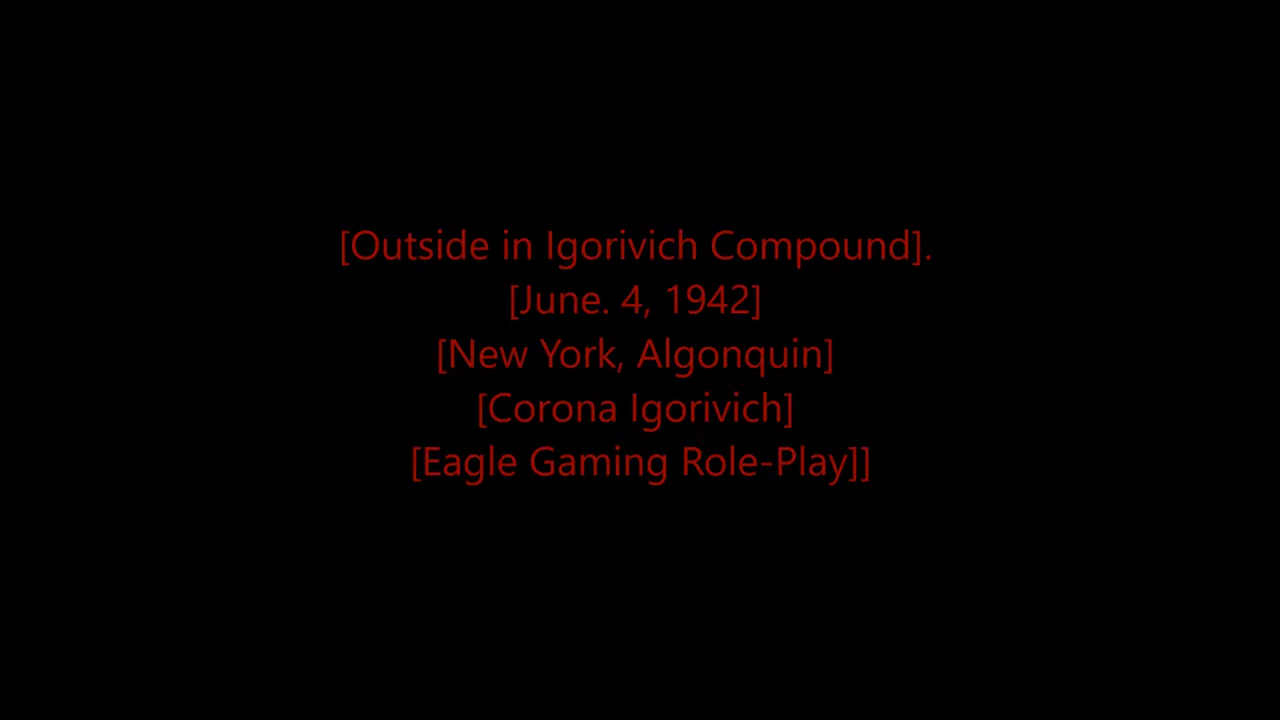 [Outside in Igorivich Compound].
[June. 4, 1942]
[New York, Algonquin]
[Corona Igorivich]
[Eagle Gaming Role-Play]]